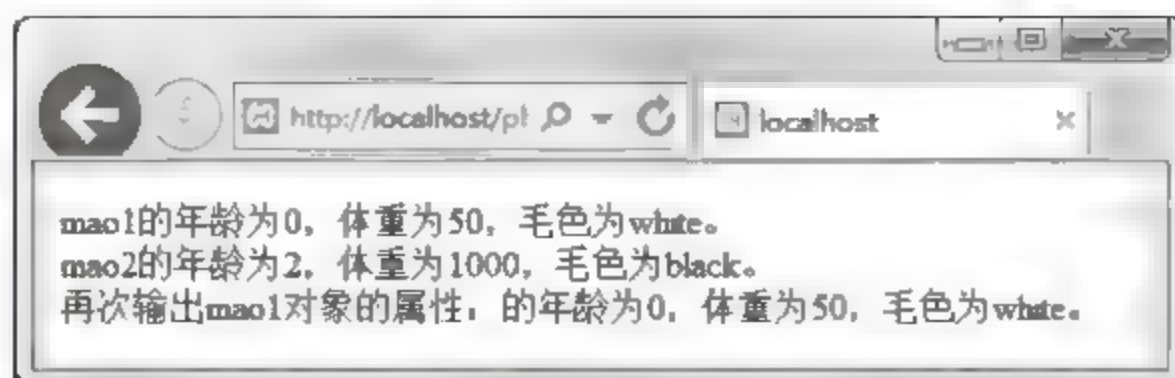 http://localhost/pl
localhost
mao1的年龄为0，体重为50，毛色为white。
mao2的年龄为2，体重为1000，毛色为black。
再次输出mao1对象的属性：的年龄为0，体重为50，毛色为white。